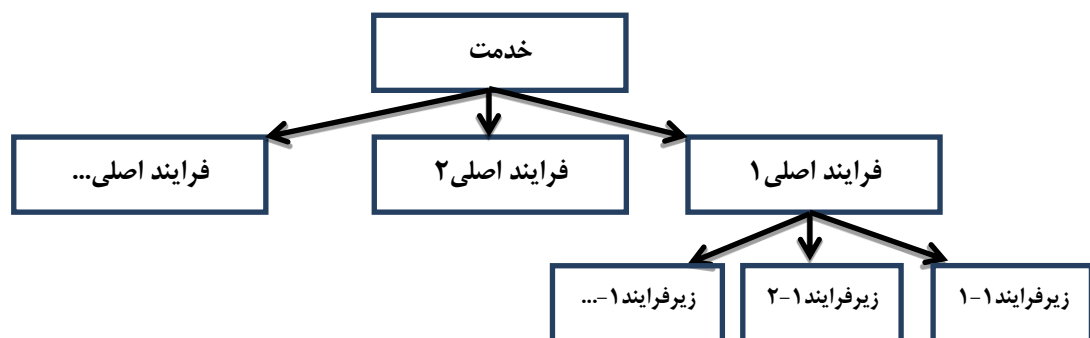 خدمت
فرایند اصلی۱
فرایند اصلی۲
فرایند اصلی...
زیرفرایند۱-۱
زیرفرایند۱-۲
زیرفرایند۱-...